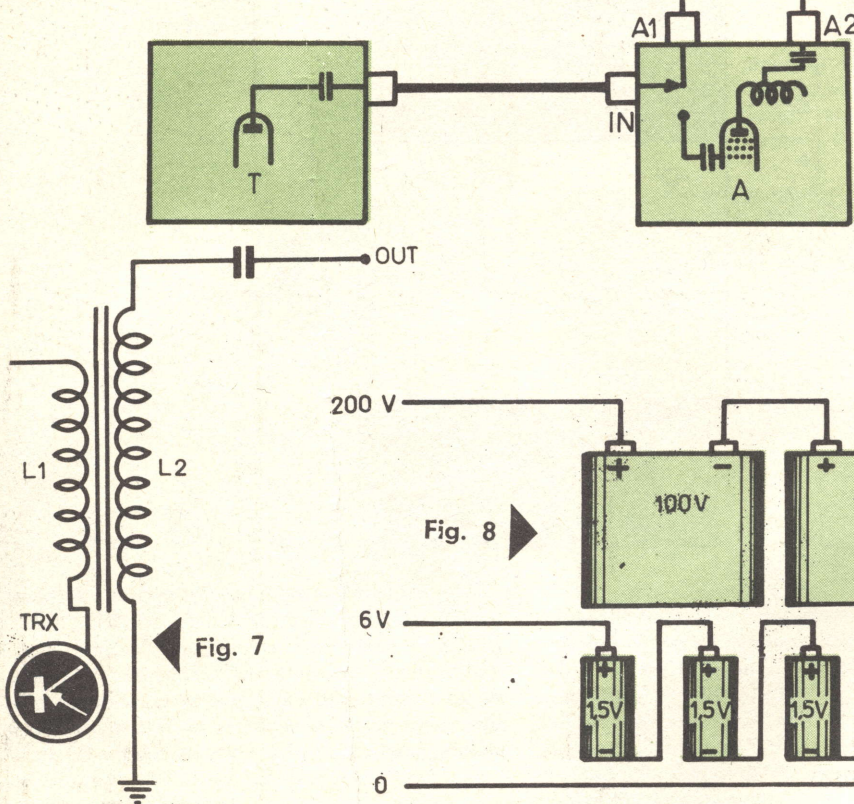 A1
A2
IN
T
A
OUT
L1
L2
200 V
+
−
+
100V
Fig. 8
6V
TRX
Fig. 7
+
+
+
1,5V
1,5V
1,5V
−
−
−
0